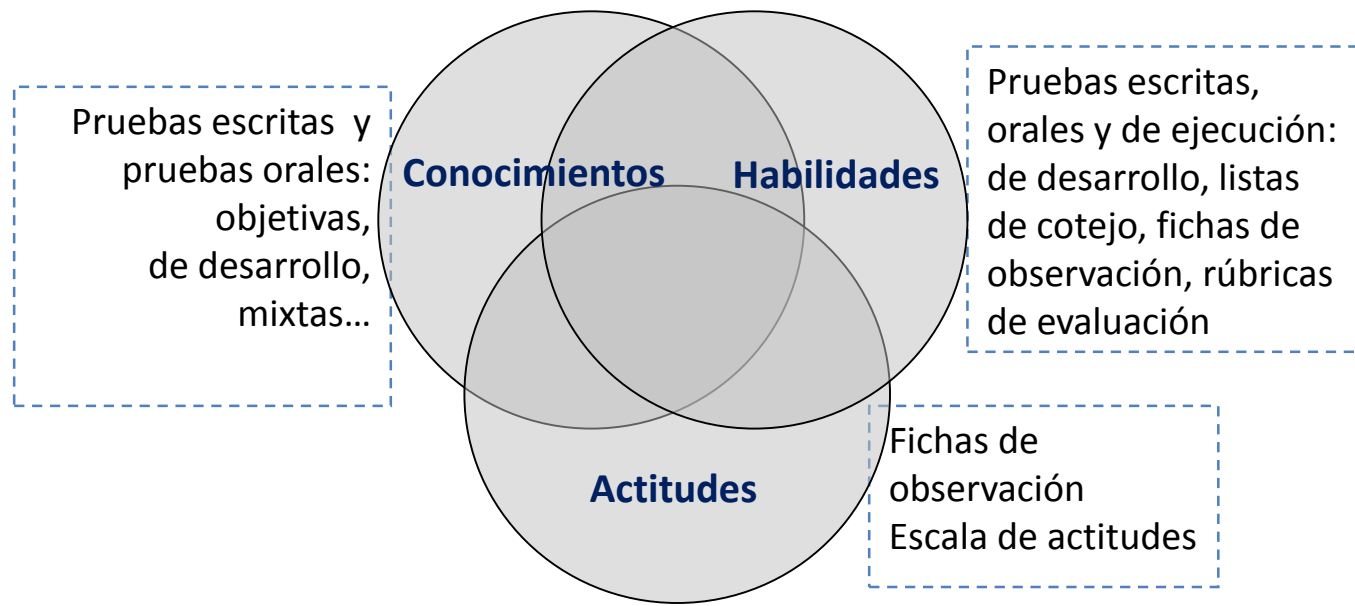 Pruebas escritas y
pruebas orales:
objetivas,
de desarrollo,
mixtas…
Conocimientos
Habilidades
Pruebas escritas,
orales y de ejecución:
de desarrollo, listas
de cotejo, fichas de
observación, rúbricas
de evaluación
Actitudes
Fichas de
observación
Escala de actitudes